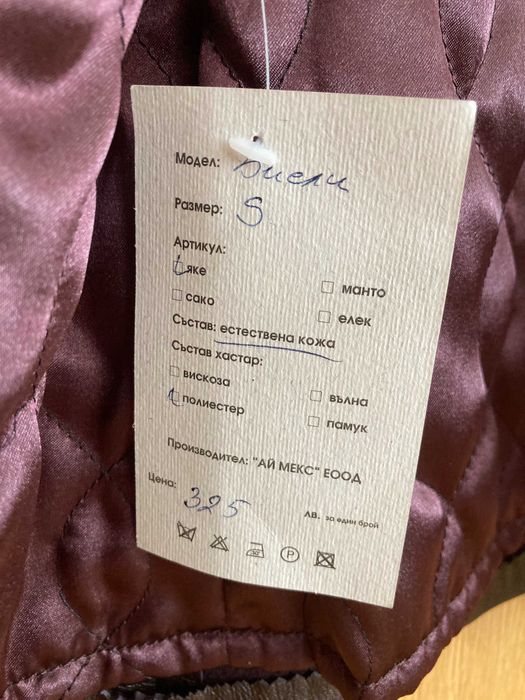 Модел: Биели
Размер: S
Артикул:
яке
манто
сако
елек
Състав: естествена кожа
Състав хастар:
вискоза
вълна
полиестер
памук
Производител: "АЙ МЕКС" ЕООД
Цена: 325 лв. за един брой
P